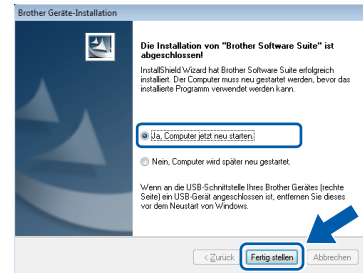 Brother Geräte-Installation
Die Installation von "Brother Software Suite" ist
abgeschlossen!
InstallShield Wizard hat Brother Software Suite erfolgreich
installiert. Der Computer muss neu gestartet werden, bevor das
installierte Programm verwendet werden kann.
Ja, Computer jetzt neu starten.
Nein, Computer wird später neu gestartet.
Wenn an die USB-Schnittstelle Ihres Brother Gerätes (rechte
Seite) ein USB-Gerät angeschlossen ist, entfernen Sie dieses
vor dem Neustart von Windows.
< Zurück Fertig stellen Abbrechen